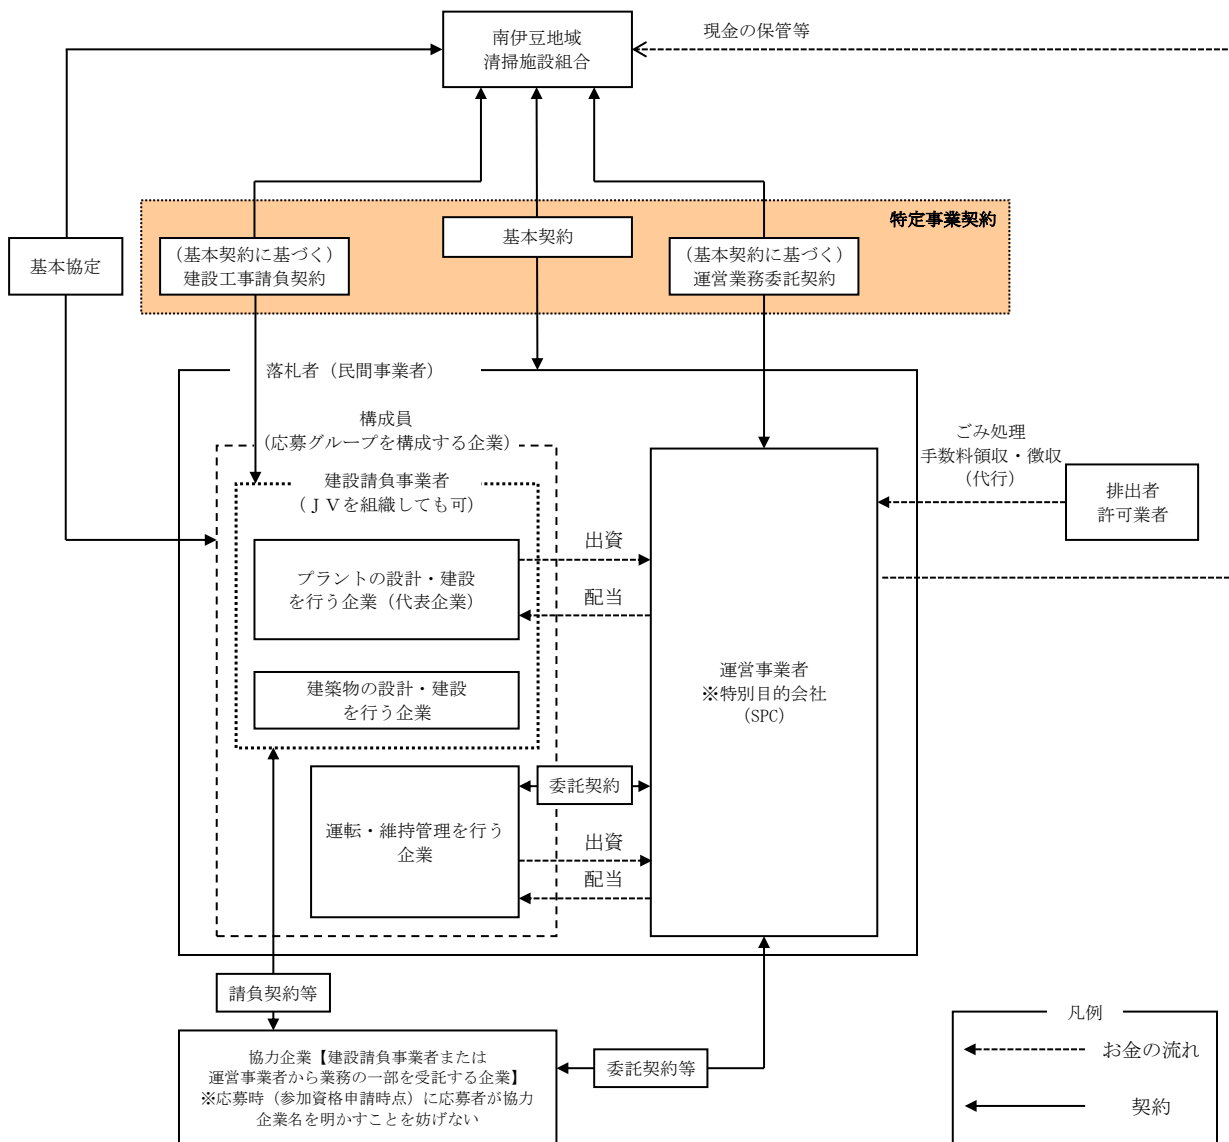 南伊豆地域
清掃施設組合
現金の保管等
特定事業契約
基本協定
(基本契約に基づく)
建設工事請負契約
基本契約
(基本契約に基づく)
運営業務委託契約
落札者(民間事業者)
構成員
(応募グループを構成する企業)
建設請負事業者
(JVを組織しても可)
プラントの設計・建設
を行う企業(代表企業)
建築物の設計・建設
を行う企業
出資
配当
運営事業者
※特別目的会社
(SPC)
ごみ処理
手数料領収・徴収
(代行)
排出者
許可業者
委託契約
運転・維持管理を行う
企業
出資
配当
請負契約等
協力企業【建設請負事業者または
運営事業者から業務の一部を受託する企業】
※応募時(参加資格申請時点)に応募者が協力
企業名を明かすことを妨げない
委託契約等
凡例
お金の流れ
契約